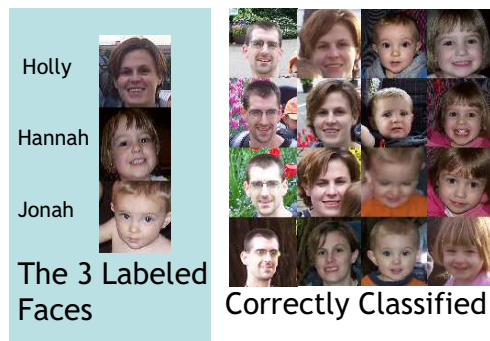 Holly
Hannah
Jonah
The 3 Labeled
Faces
Correctly Classified